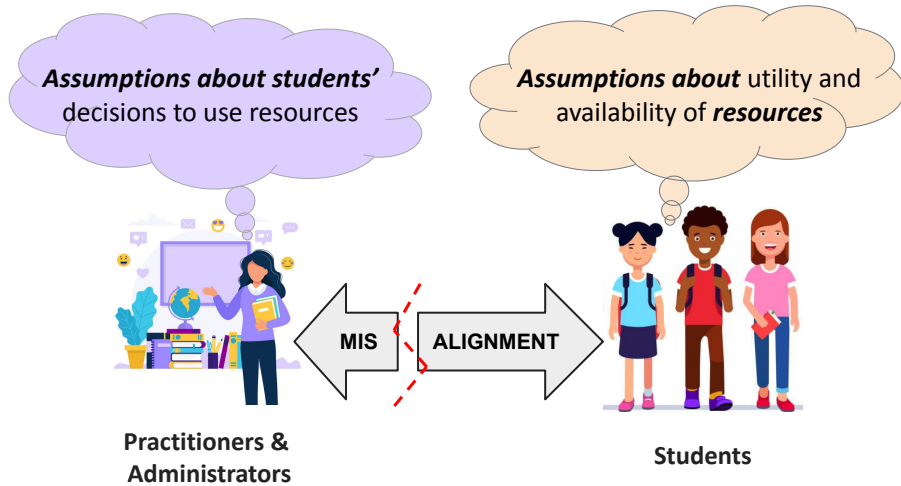 Assumptions about students'
decisions to use resources
Assumptions about utility and
availability of resources
MIS
ALIGNMENT
Practitioners &
Administrators
Students